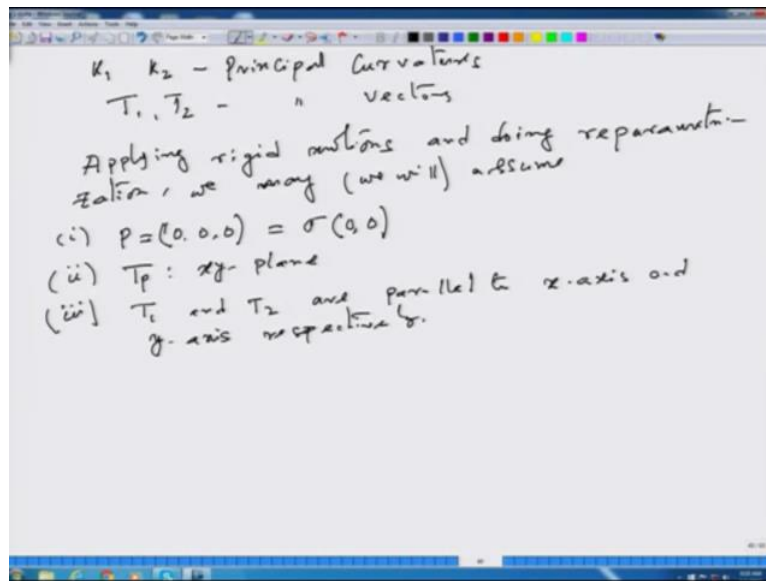 K₁ K₂ - Principal Curvatures
T₁, T₂ - " vectors
Applying rigid motions and doing reparametri-
zation, we may (we will) assume
(i) P = (0, 0, 0) = σ(0, 0)
(ii) Tp : xy-plane
(iii) T₁ and T₂ are parallel to x-axis and
y-axis respectively.